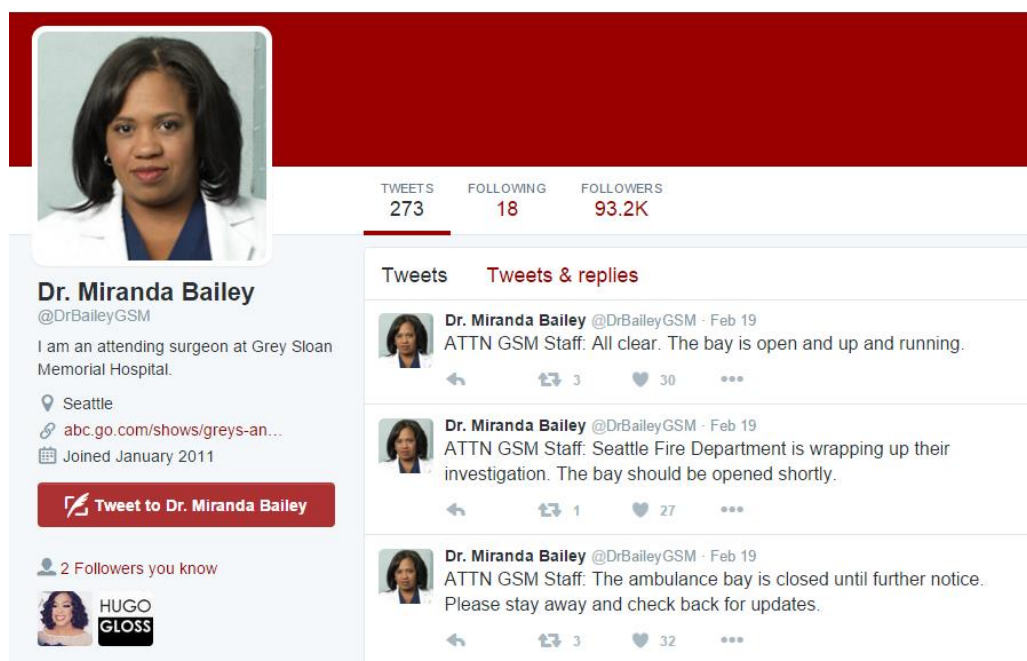 TWEETS FOLLOWING FOLLOWERS
273 18 93.2K
Dr. Miranda Bailey
@DrBaileyGSM
I am an attending surgeon at Grey Sloan
Memorial Hospital.
Seattle
abc.go.com/shows/greys-an...
Joined January 2011
Tweet to Dr. Miranda Bailey
2 Followers you know
HUGO
GLOSS
Tweets Tweets & replies
Dr. Miranda Bailey @DrBaileyGSM · Feb 19
ATTN GSM Staff: All clear. The bay is open and up and running.
3 30
Dr. Miranda Bailey @DrBaileyGSM · Feb 19
ATTN GSM Staff: Seattle Fire Department is wrapping up their
investigation. The bay should be opened shortly.
1 27
Dr. Miranda Bailey @DrBaileyGSM · Feb 19
ATTN GSM Staff: The ambulance bay is closed until further notice.
Please stay away and check back for updates.
3 32